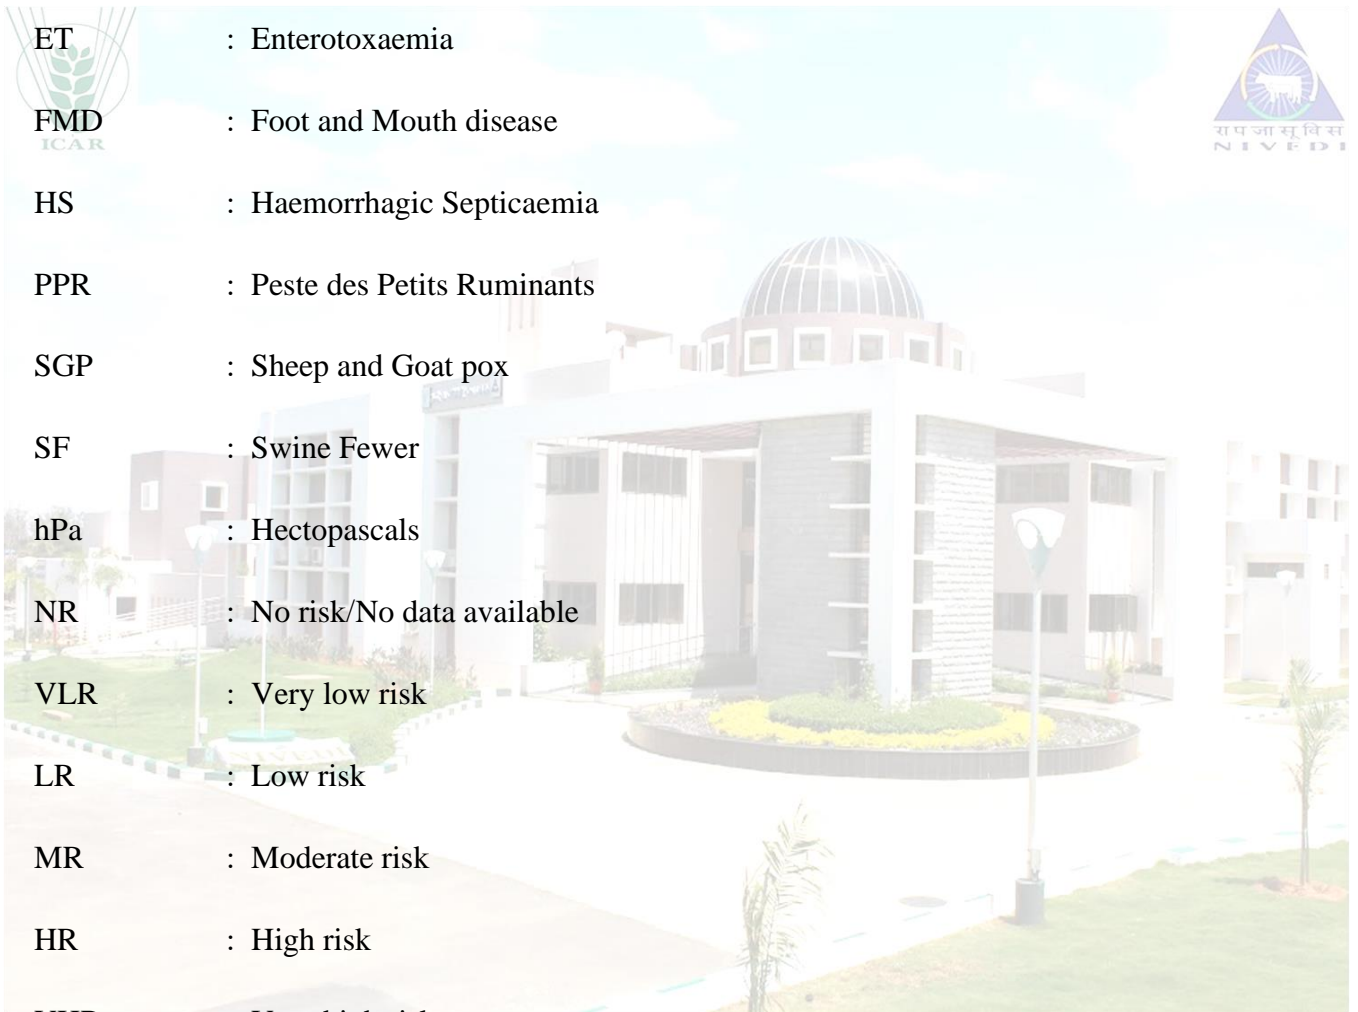 ET : Enterotoxaemia
FMD : Foot and Mouth disease
ICAR
राप जा सू वि स
NIVEDI
HS : Haemorrhagic Septicaemia
PPR : Peste des Petits Ruminants
SGP : Sheep and Goat pox
SF : Swine Fewer
hPa : Hectopascals
NR : No risk/No data available
VLR : Very low risk
LR : Low risk
MR : Moderate risk
HR : High risk